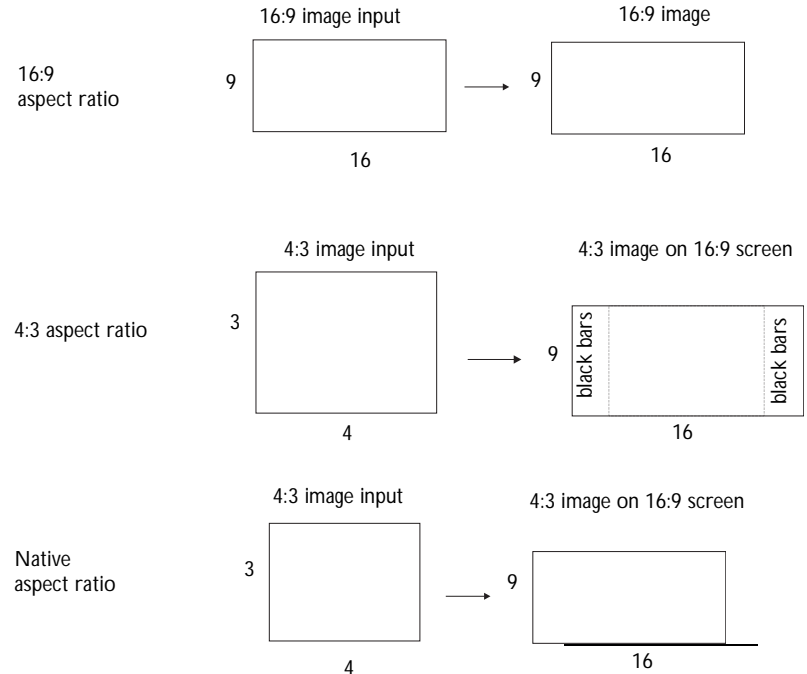 16:9 image input
16:9 image
16:9
aspect ratio
9
9
16
16
4:3 image input
4:3 image on 16:9 screen
4:3 aspect ratio
3
9
black bars
black bars
4
16
4:3 image input
4:3 image on 16:9 screen
Native
aspect ratio
3
9
4
16